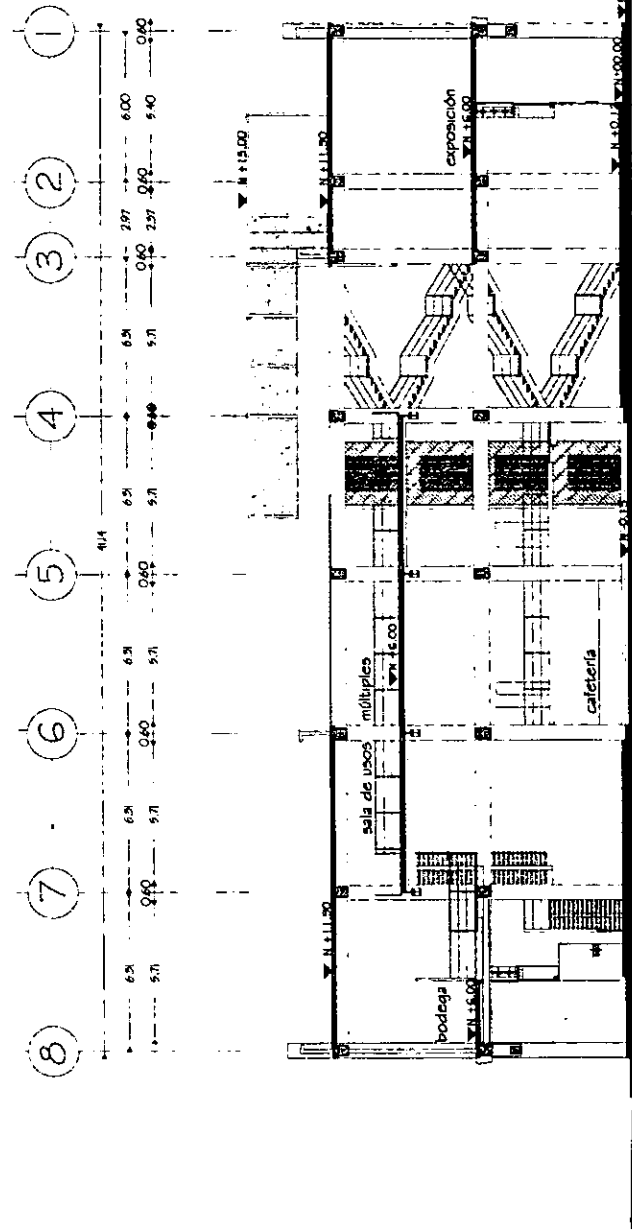 8 7 6 5 4 3 2 1
6.51 6.51 6.51 6.51 6.51 2.97 6.00
5.71 0.60 5.71 0.60 5.71 0.60 5.71 5.71 0.60 2.37 0.60 5.40 0.60
N +15.00
N +11.50
N +11.50
sala de usos múltiples
N +6.00
exposición
N +6.00
bodega
N +6.00
cafetería
N -0.15
N +00.00